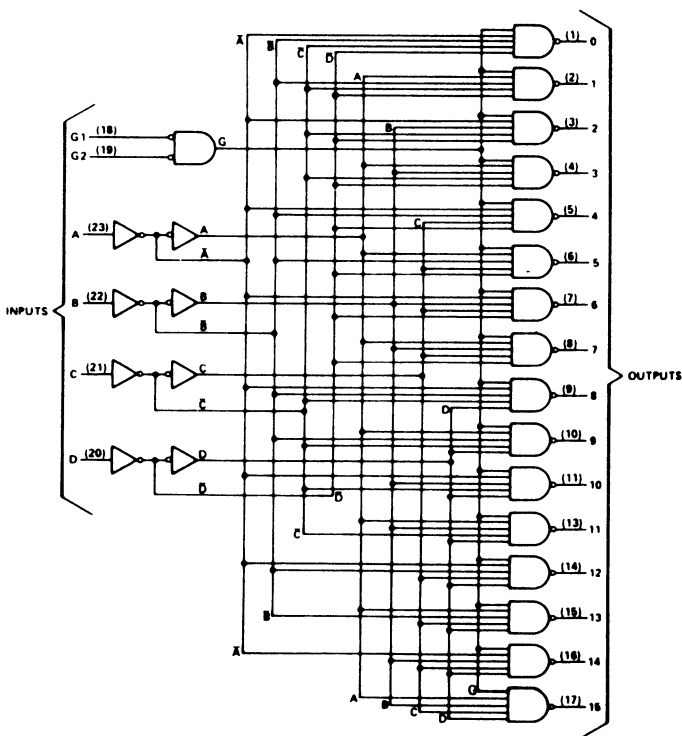 Ā B̄ C̄ D̄ (1) 0
A (2) 1
B (3) 2
G1 (18) G
G2 (19)
(4) 3
C (5) 4
A (23) A
Ā
(6) 5
INPUTS
B (22) B
B̄
(7) 6
(8) 7
C (21) C
C̄
OUTPUTS
D (9) 8
(10) 9
D (20) D
D̄ D̄
(11) 10
C̄ (13) 11
(14) 12
B̄ (15) 13
Ā (16) 14
G
A B C D (17) 15